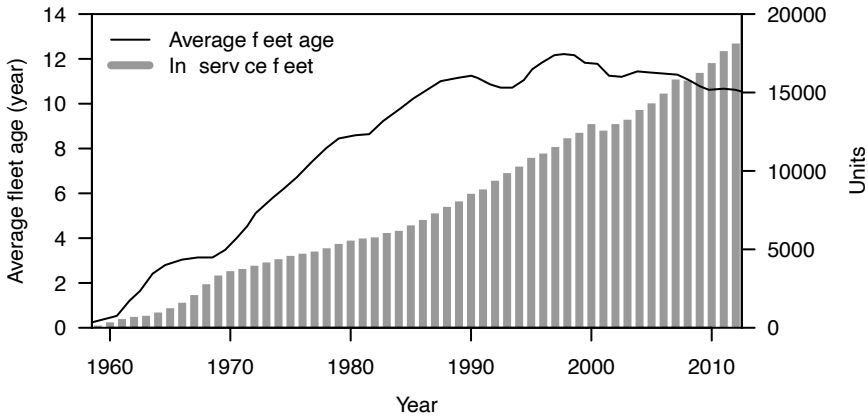 Average f eet age
In serv ce f eet
14
12
10
8
6
4
2
0
Average fleet age (year)
20000
15000
10000
5000
0
Units
1960 1970 1980 1990 2000 2010
Year